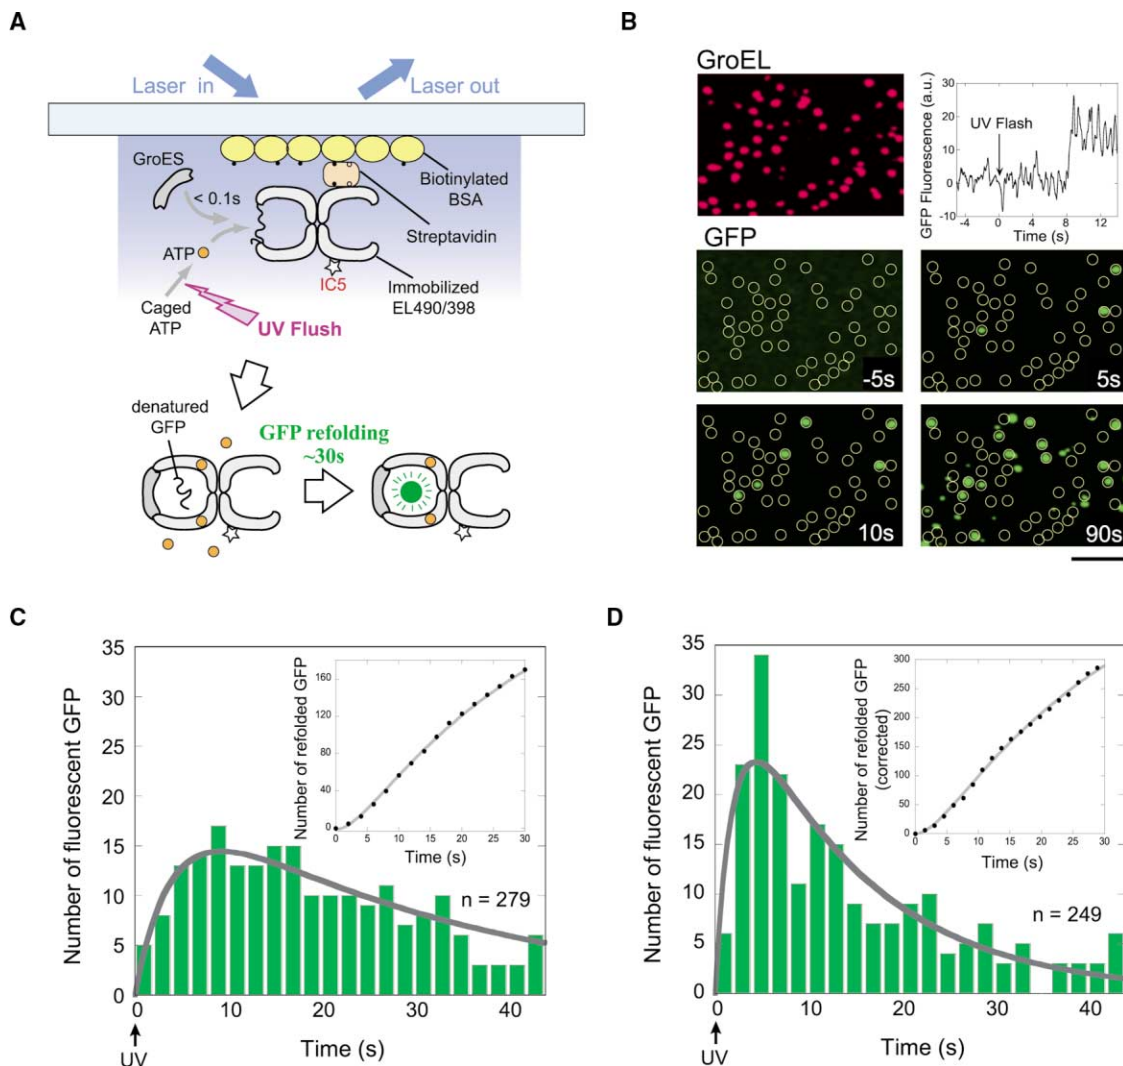 A
Laser in
Laser out
GroES
< 0.1s
Biotinylated
BSA
Streptavidin
ATP
IC5
Immobilized
EL490/398
Caged
ATP
UV Flush
denatured
GFP
GFP refolding
~30s
B
GroEL
GFP Fluorescence (a.u.)
30
20
10
0
-10
UV Flash
-4 0 4 8 12
Time (s)
GFP
-5s
5s
10s
90s
C
Number of fluorescent GFP
35
30
25
20
15
10
5
0
0 10 20 30 40
UV
Time (s)
n = 279
Number of refolded GFP
160
120
80
40
0
0 5 10 15 20 25 30
Time (s)
D
Number of fluorescent GFP
35
30
25
20
15
10
5
0
0 10 20 30 40
UV
Time (s)
n = 249
Number of refolded GFP
(corrected)
300
250
200
150
100
50
0
0 5 10 15 20 25 30
Time (s)